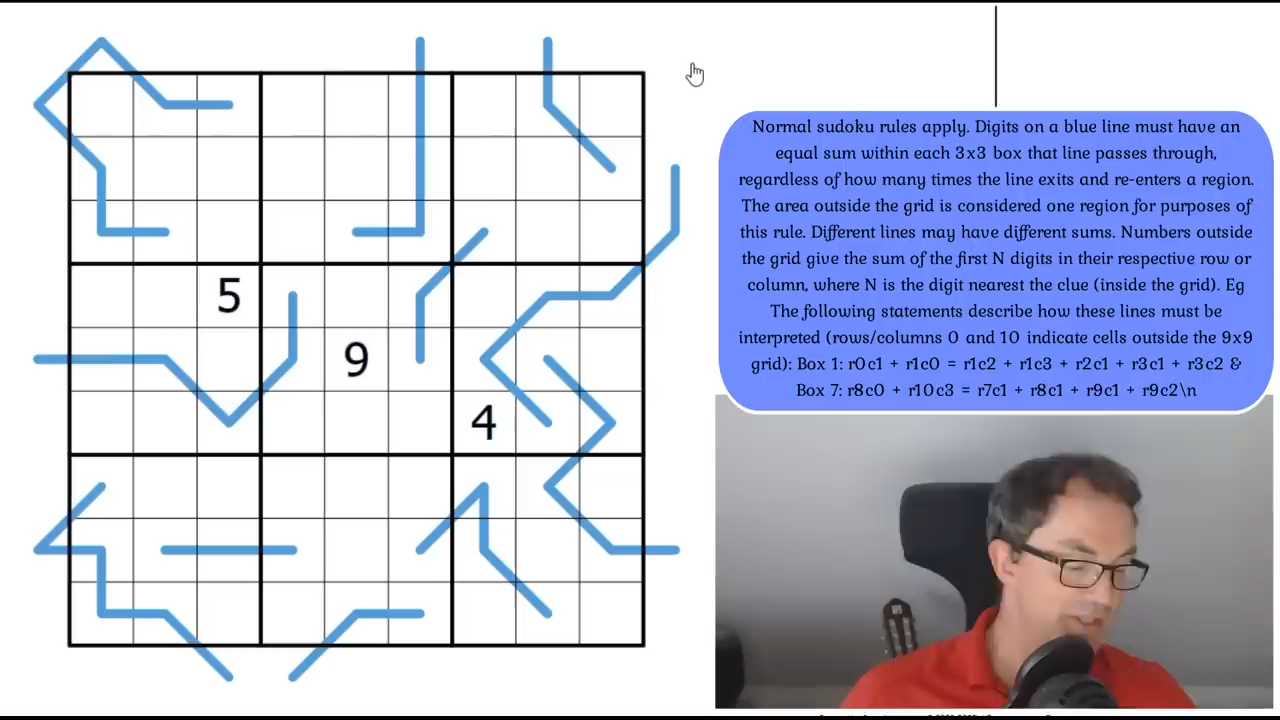 Normal sudoku rules apply. Digits on a blue line must have an
equal sum within each 3x3 box that line passes through,
regardless of how many times the line exits and re-enters a region.
The area outside the grid is considered one region for purposes of
this rule. Different lines may have different sums. Numbers outside
the grid give the sum of the first N digits in their respective row or
column, where N is the digit nearest the clue (inside the grid). Eg
The following statements describe how these lines must be
interpreted (rows/columns 0 and 10 indicate cells outside the 9x9
grid): Box 1: r0c1 + r1c0 = r1c2 + r1c3 + r2c1 + r3c1 + r3c2 &
Box 7: r8c0 + r10c3 = r7c1 + r8c1 + r9c1 + r9c2\n
5
9
4